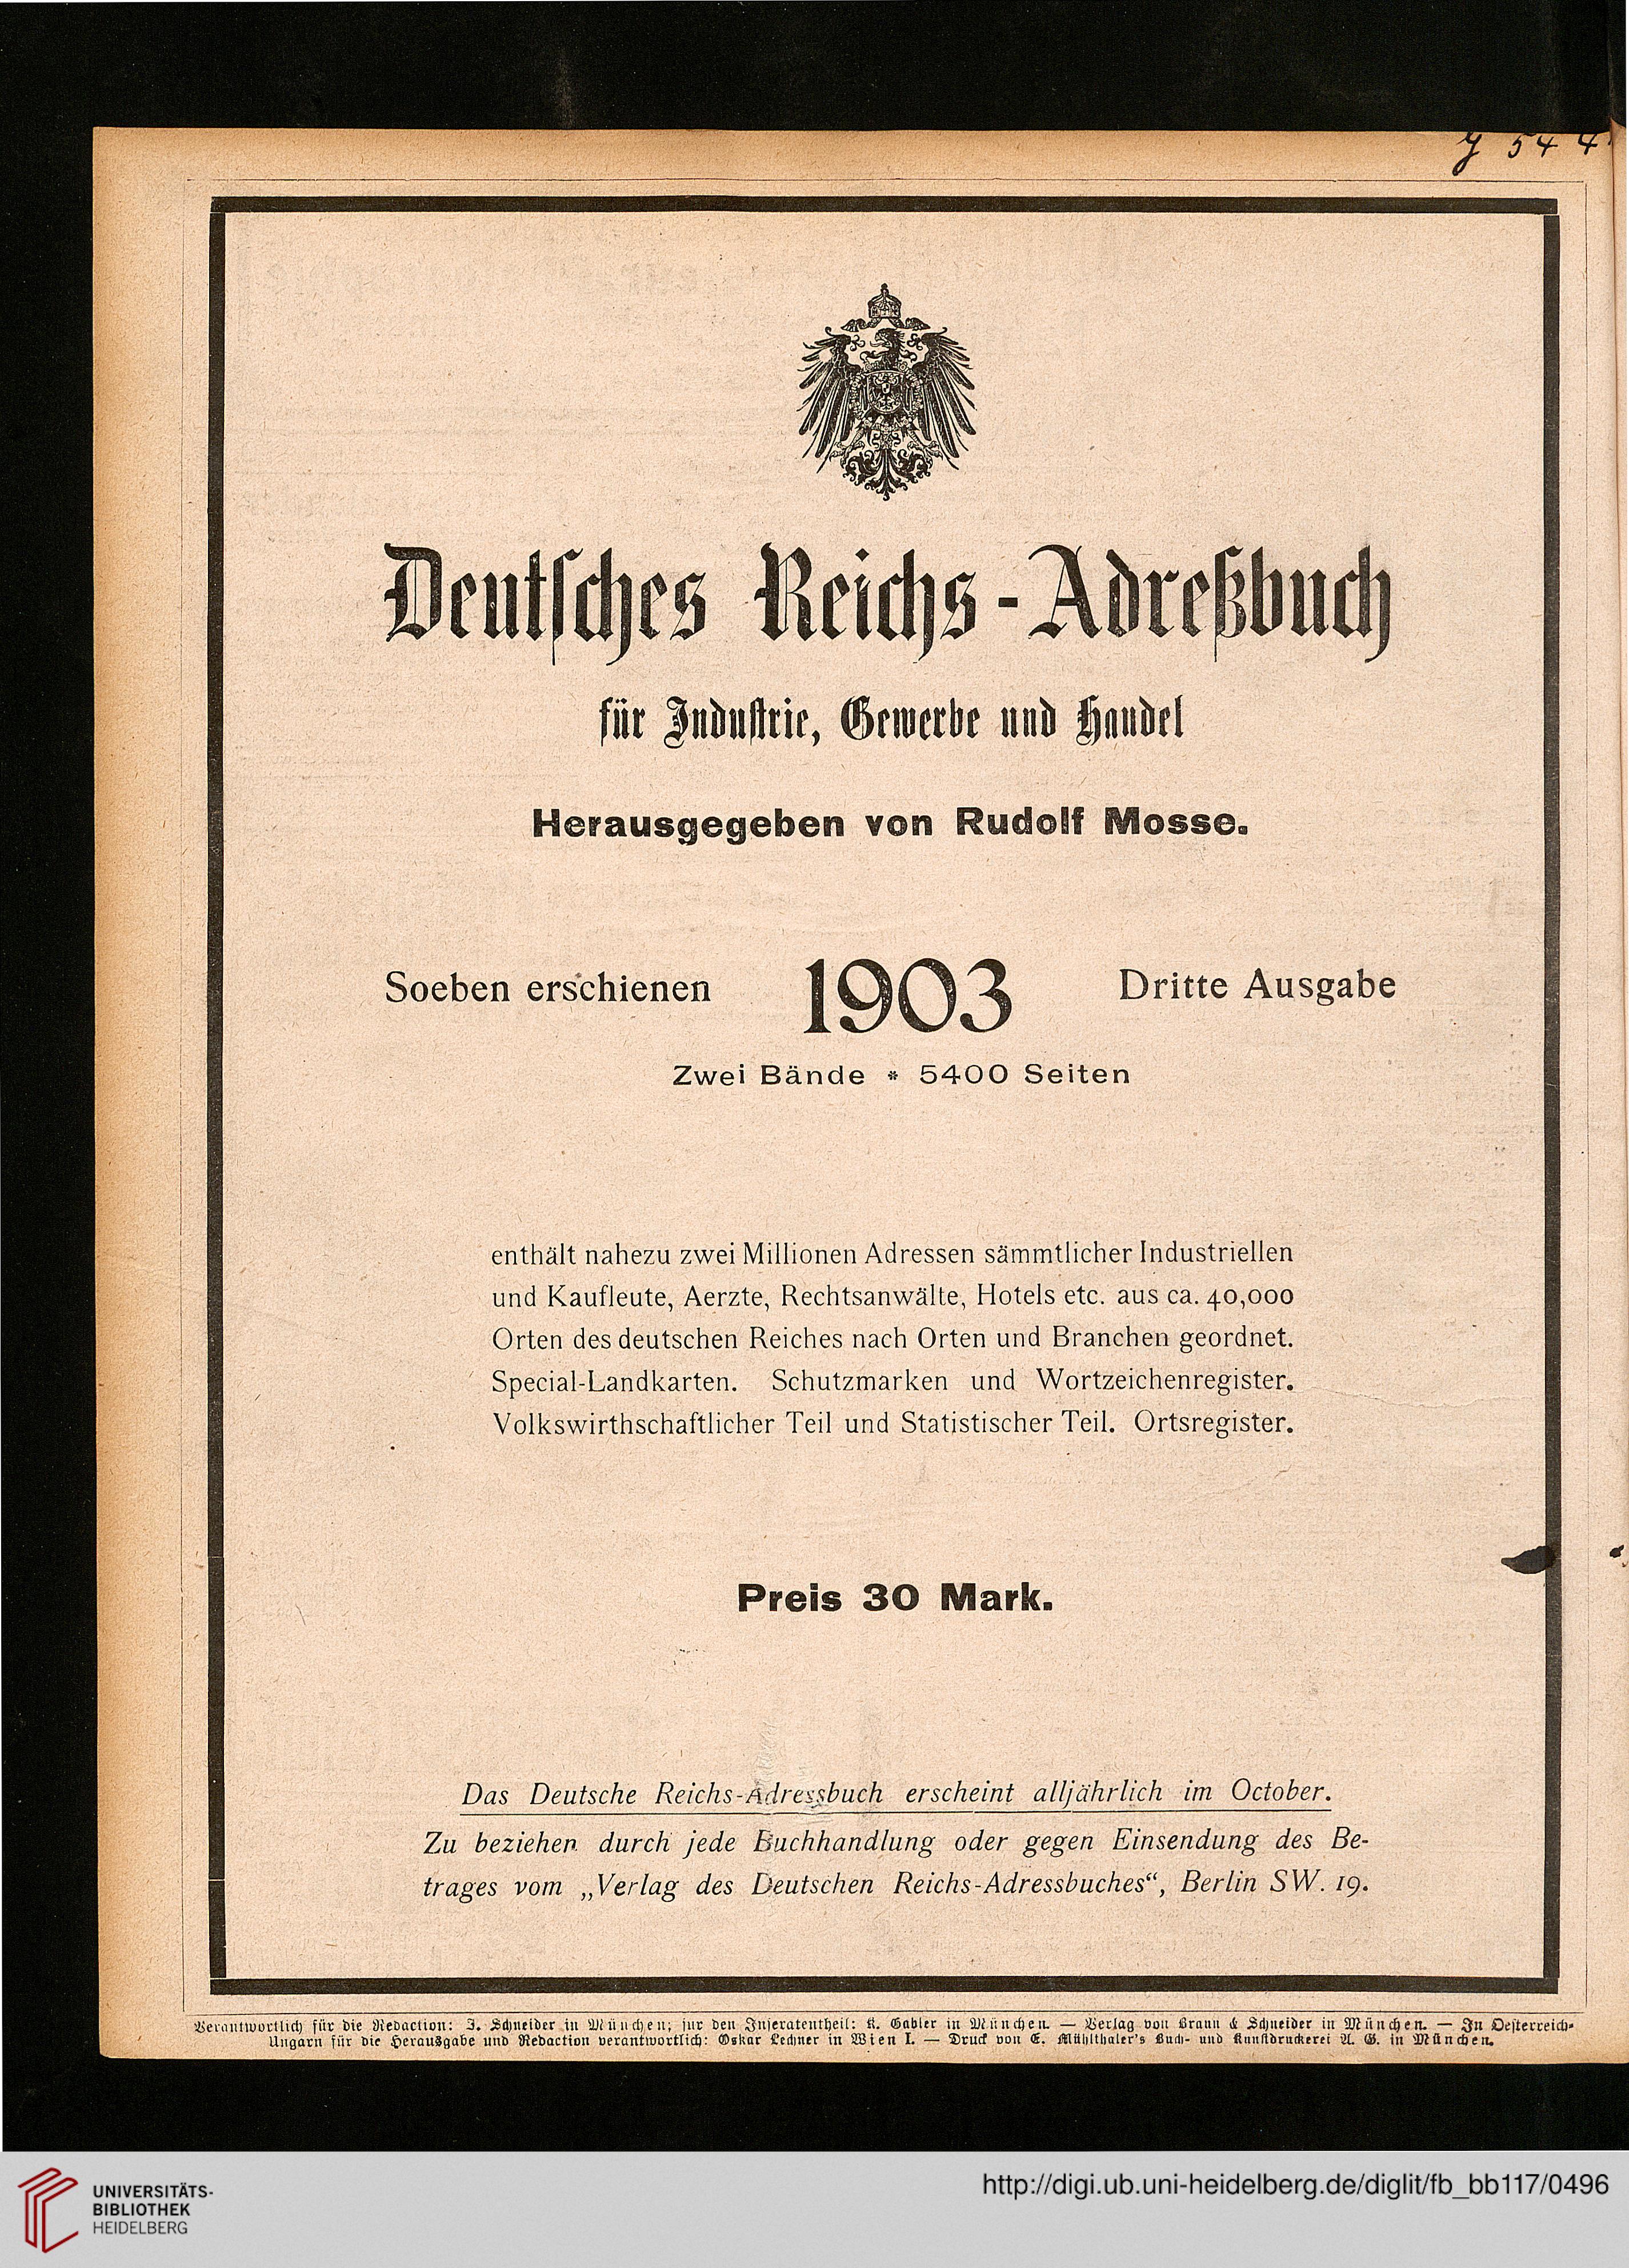 54 4
Deutsches Reichs-Adreßbuch
für Industrie, Gewerbe und Handel
Herausgegeben von Rudolf Mosse.
Soeben erschienen 1903 Dritte Ausgabe
Zwei Bände * 5400 Seiten
enthält nahezu zwei Millionen Adressen sämmtlicher Industriellen
und Kaufleute, Aerzte, Rechtsanwälte, Hotels etc. aus ca. 40,000
Orten des deutschen Reiches nach Orten und Branchen geordnet.
Special-Landkarten. Schutzmarken und Wortzeichenregister.
Volkswirthschaftlicher Teil und Statistischer Teil. Ortsregister.
Preis 30 Mark.
Das Deutsche Reichs-Adressbuch erscheint alljährlich im October.
Zu beziehen durch jede Buchhandlung oder gegen Einsendung des Be-
trages vom „Verlag des Deutschen Reichs-Adressbuches“, Berlin SW. 19.
Verantwortlich für die Redaction: J. Schneider in München; für den Inseratentheil: K. Gabler in München. — Verlag von Braun & Schneider in München. — In Oesterreich-
Ungarn für die Herausgabe und Redaction verantwortlich: Oskar Lechner in Wien I. — Druck von E. Mühlthaler's Buch- und Kunstdruckerei A. G. in München.
UNIVERSITÄTS-
BIBLIOTHEK
HEIDELBERG
http://digi.ub.uni-heidelberg.de/diglit/fb_bb117/0496